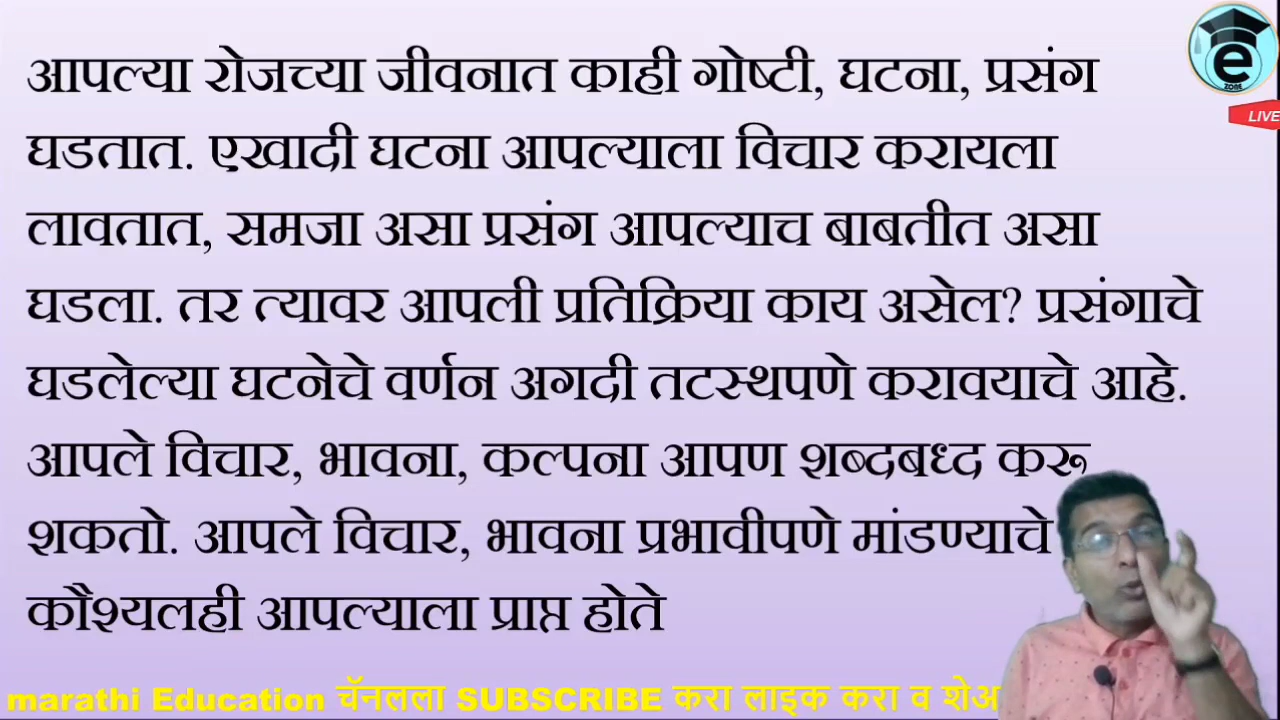 आपल्या रोजच्या जीवनात काही गोष्टी, घटना, प्रसंग
घडतात. एखादी घटना आपल्याला विचार करायला
लावतात, समजा असा प्रसंग आपल्याच बाबतीत असा
घडला. तर त्यावर आपली प्रतिक्रिया काय असेल? प्रसंगाचे
घडलेल्या घटनेचे वर्णन अगदी तटस्थपणे करावयाचे आहे.
आपले विचार, भावना, कल्पना आपण शब्दबध्द करू
शकतो. आपले विचार, भावना प्रभावीपणे मांडण्याचे
कौश्यलही आपल्याला प्राप्त होते
e
ZONE
LIVE
marathi Education चॅनलला SUBSCRIBE करा लाइक करा व शेअ